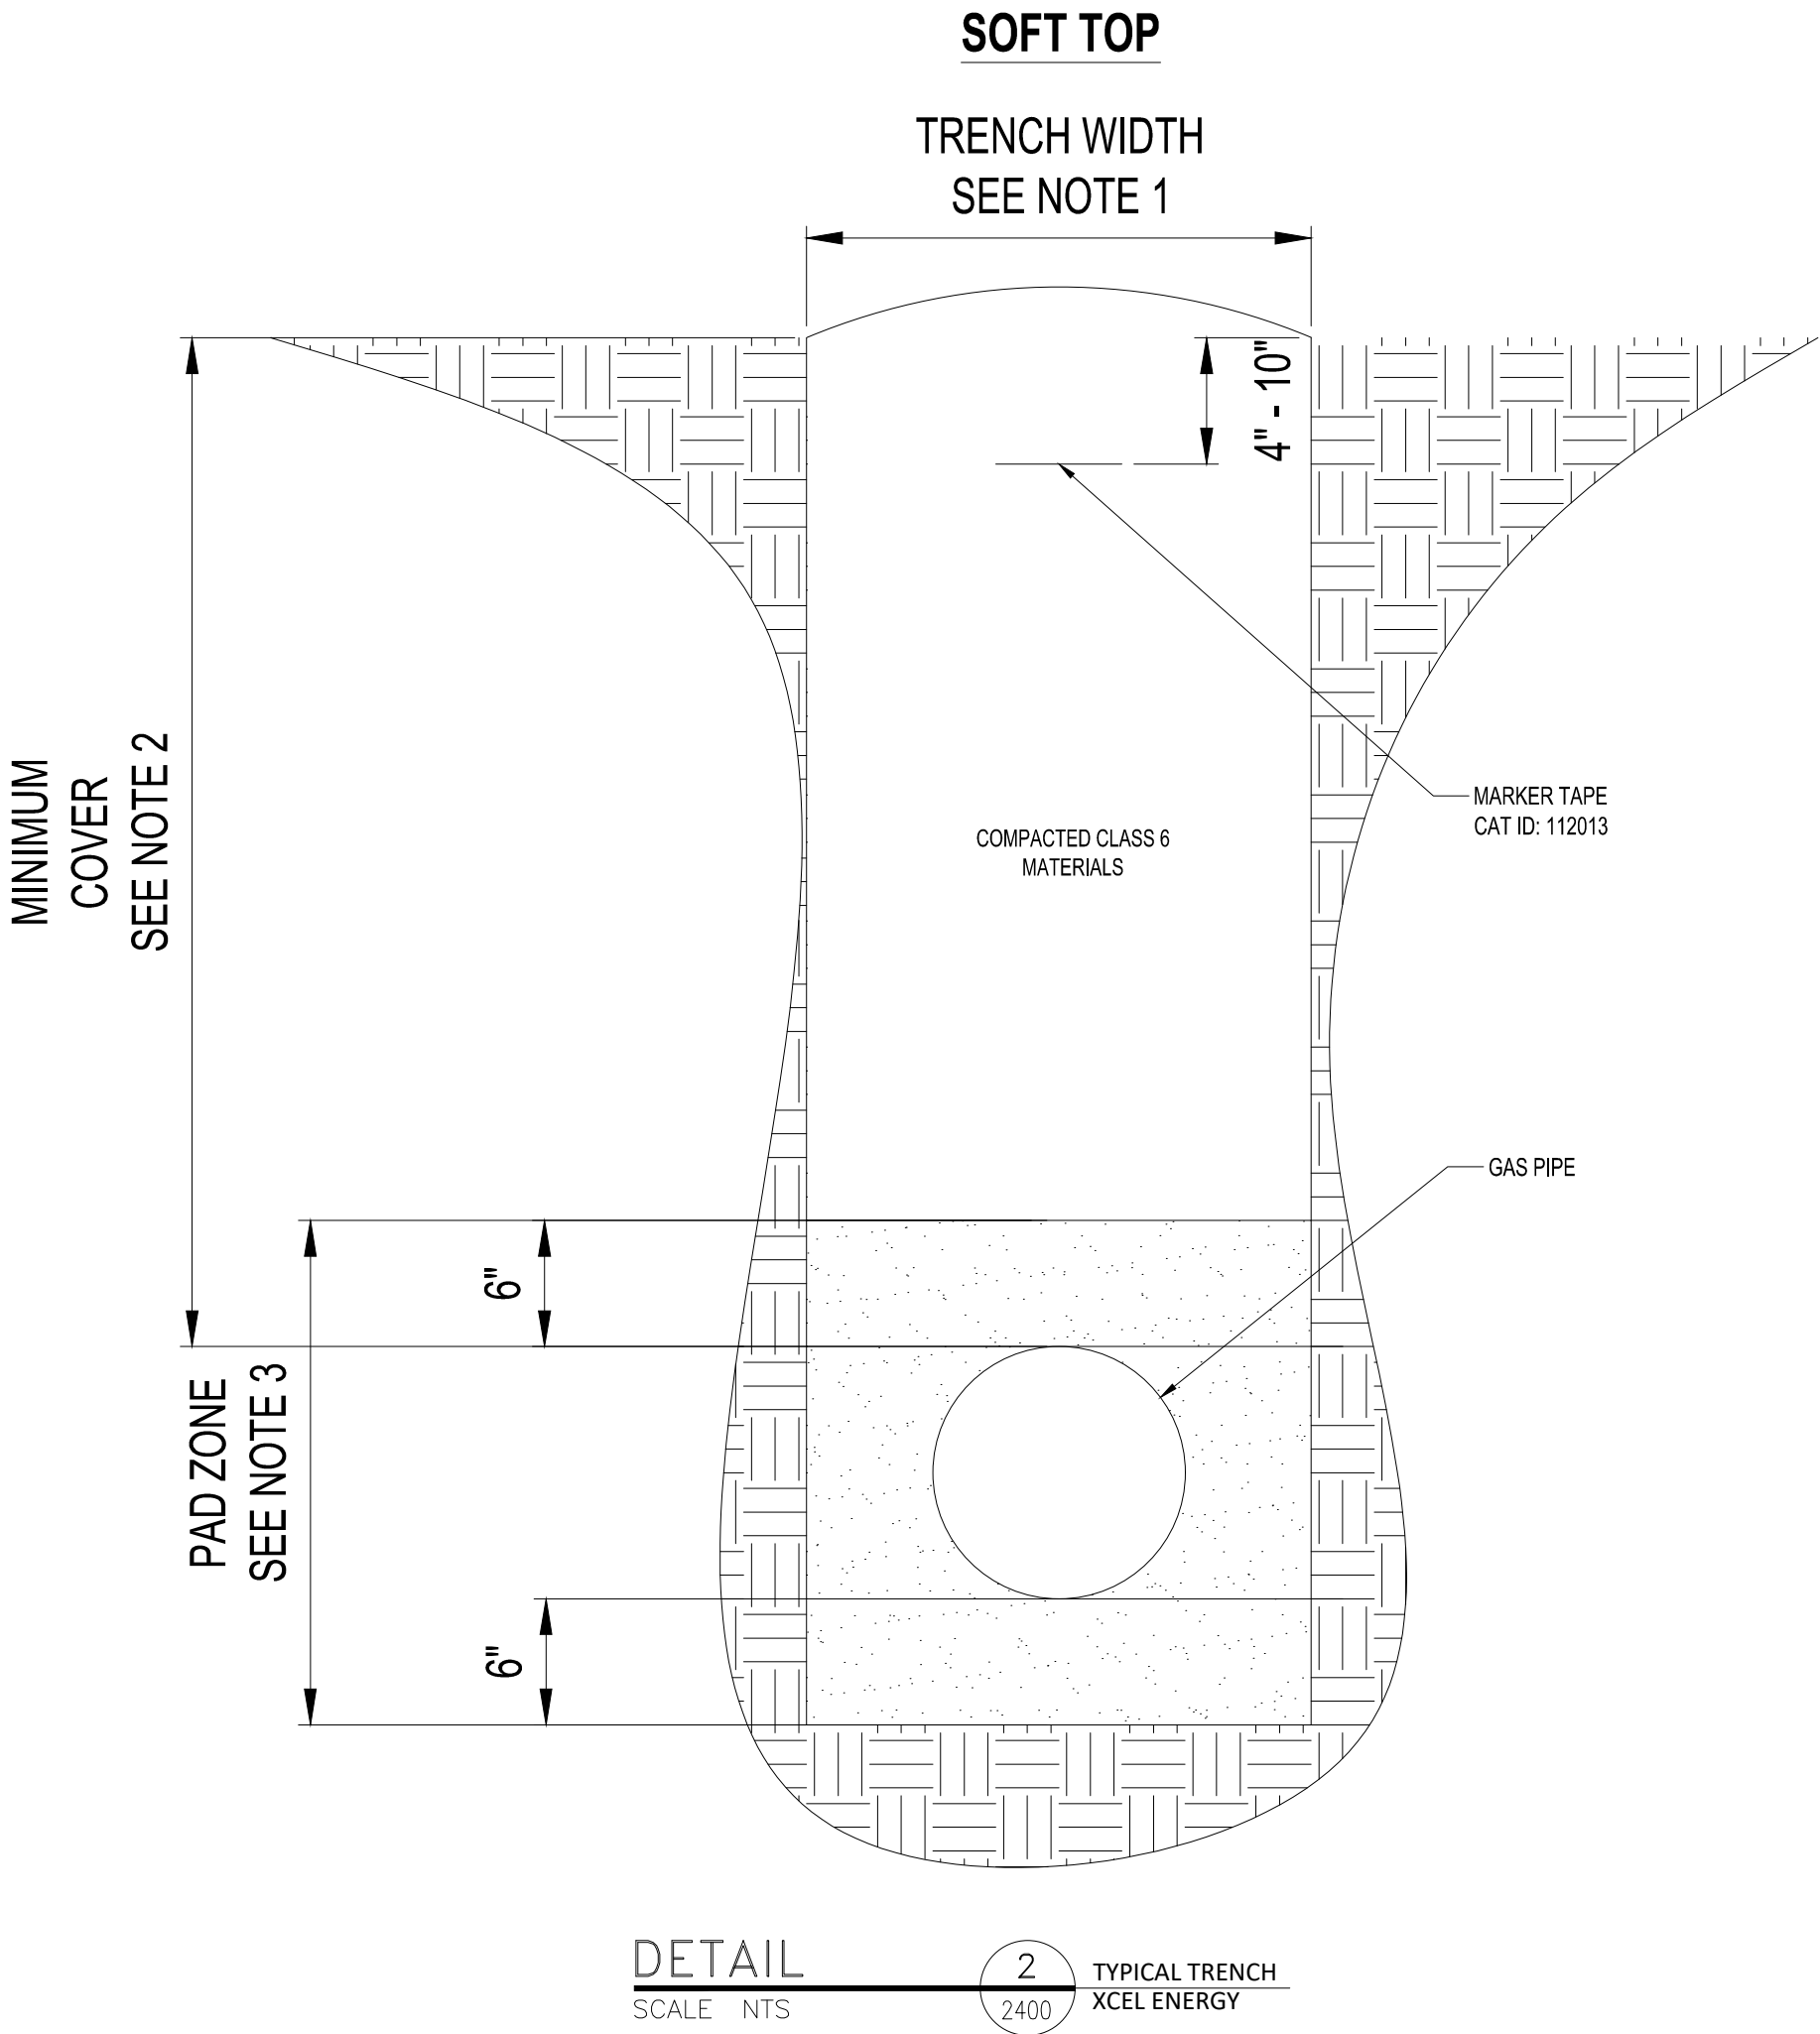 SOFT TOP
TRENCH WIDTH
SEE NOTE 1
4" - 10"
MINIMUM
COVER
SEE NOTE 2
MARKER TAPE
CAT ID: 112013
COMPACTED CLASS 6
MATERIALS
GAS PIPE
6"
PAD ZONE
SEE NOTE 3
6"
DETAIL
SCALE NTS
2
2400
TYPICAL TRENCH
XCEL ENERGY